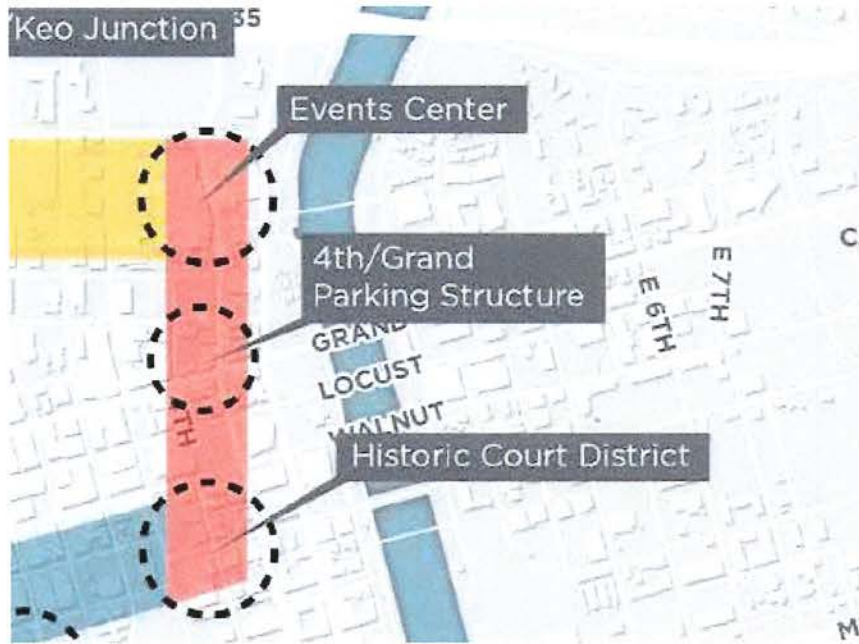 /Keo Junction
35
Events Center
4th/Grand
Parking Structure
GRAND
LOCUST
WALNUT
E 6TH
E 7TH
C
TH
Historic Court District
M